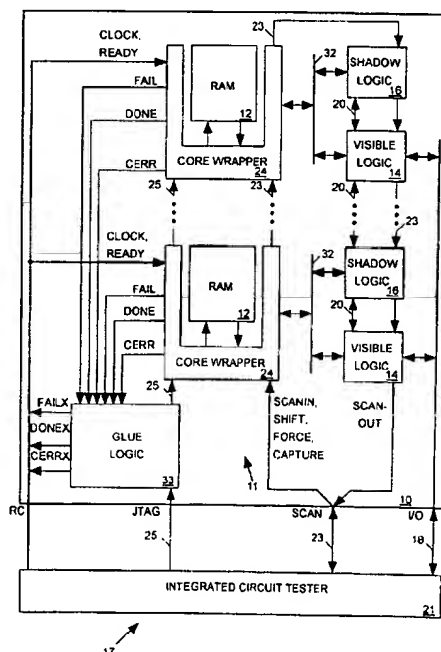 23
CLOCK,
READY
FAIL
RAM
12
DONE
CORE WRAPPER
24
CERR
25
23
32
SHADOW
LOGIC
16
20
VISIBLE
LOGIC
14
20
23
CLOCK,
READY
FAIL
RAM
12
DONE
CERR
CORE WRAPPER
24
25
32
SHADOW
LOGIC
16
20
VISIBLE
LOGIC
14
FAILX
DONEX
CERRX
GLUE
LOGIC
33
SCANIN,
SHIFT,
FORCE,
CAPTURE
SCAN-
OUT
11
10
RC
JTAG
SCAN
I/O
25
23
18
INTEGRATED CIRCUIT TESTER
21
17